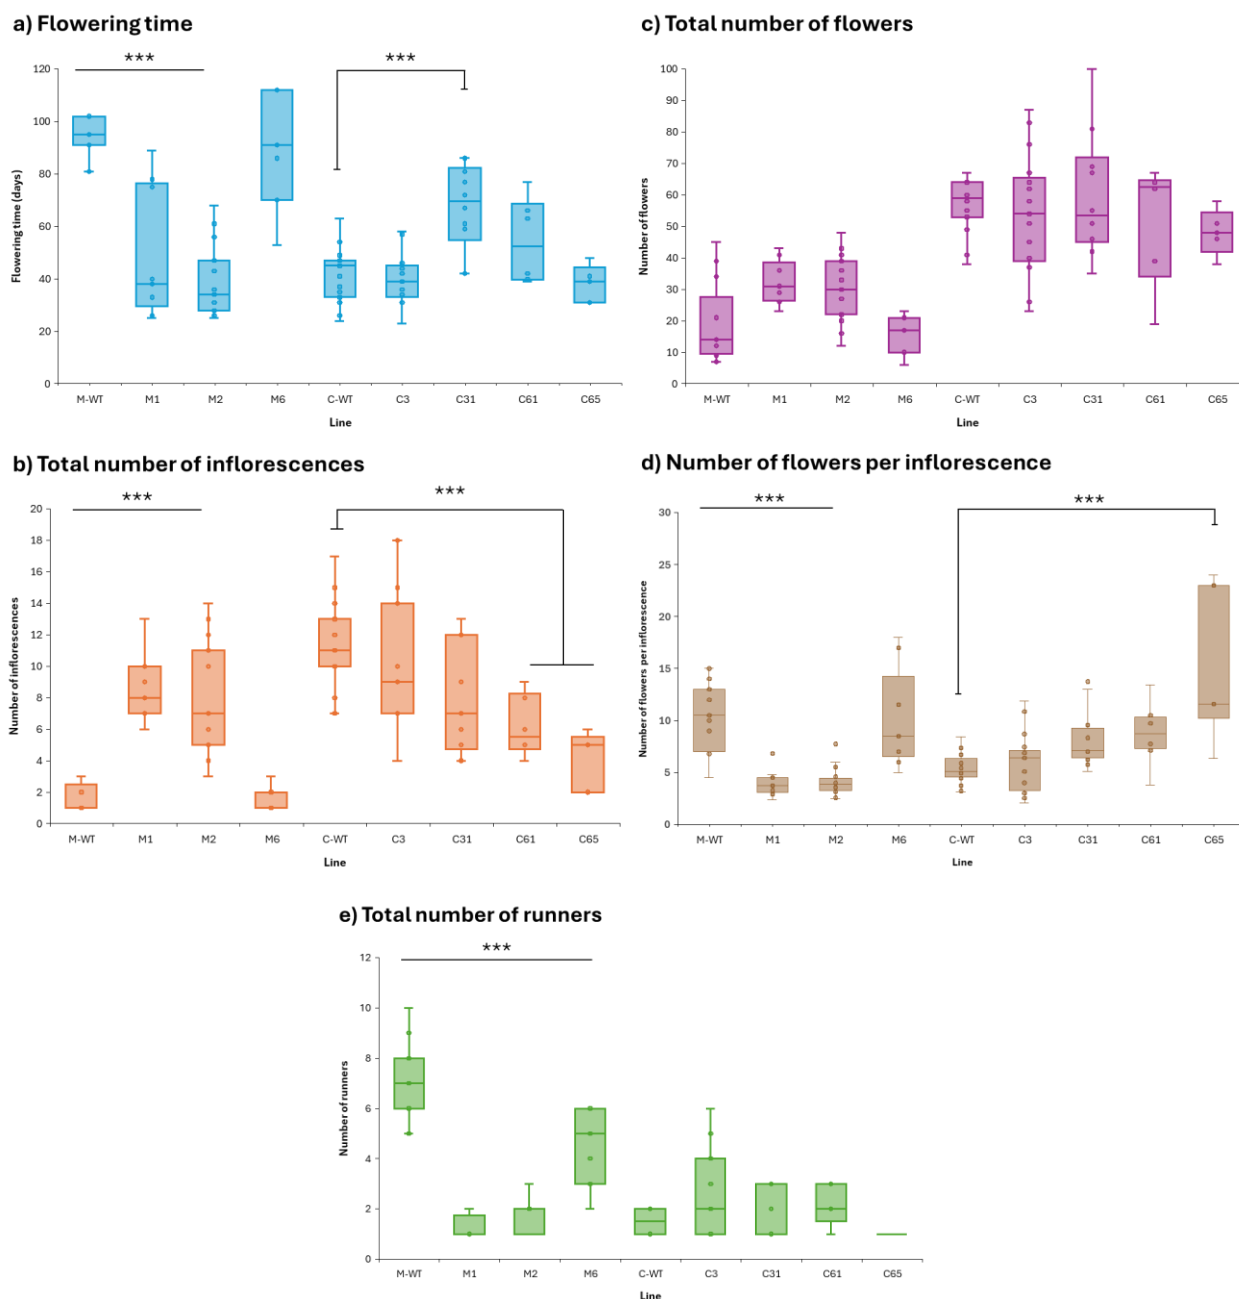 a) Flowering time
***
***
120
100
80
60
40
20
0
Flowering time (days)
M-WT M1 M2 M6 C-WT C3 C31 C61 C65
Line
c) Total number of flowers
100
90
80
70
60
50
40
30
20
10
0
Number of flowers
M-WT M1 M2 M6 C-WT C3 C31 C61 C65
Line
b) Total number of inflorescences
***
***
20
18
16
14
12
10
8
6
4
2
0
Number of inflorescences
M-WT M1 M2 M6 C-WT C3 C31 C61 C65
Line
d) Number of flowers per inflorescence
***
***
30
25
20
15
10
5
0
Number of flowers per inflorescence
M-WT M1 M2 M6 C-WT C3 C31 C61 C65
Line
e) Total number of runners
***
12
10
8
6
4
2
0
Number of runners
M-WT M1 M2 M6 C-WT C3 C31 C61 C65
Line